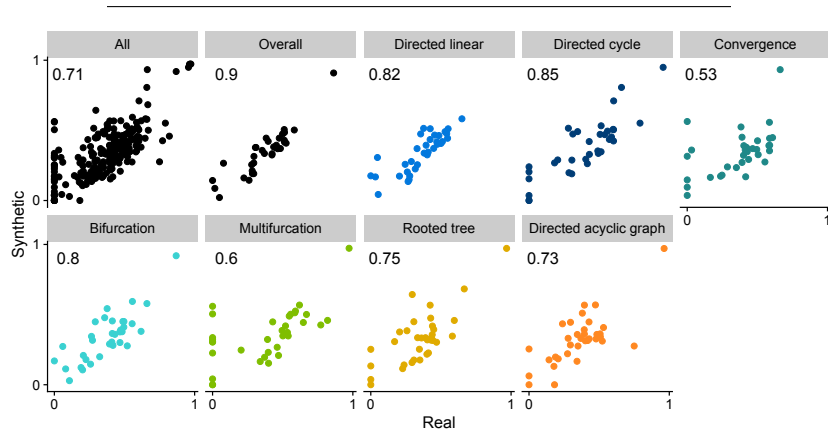 All Overall Directed linear Directed cycle Convergence
1
0.71 0.9 0.82 0.85 0.53
0
0 1
Synthetic
Bifurcation Multifurcation Rooted tree Directed acyclic graph
1
0.8 0.6 0.75 0.73
0
0 1 0 1 0 1 0 1
Real